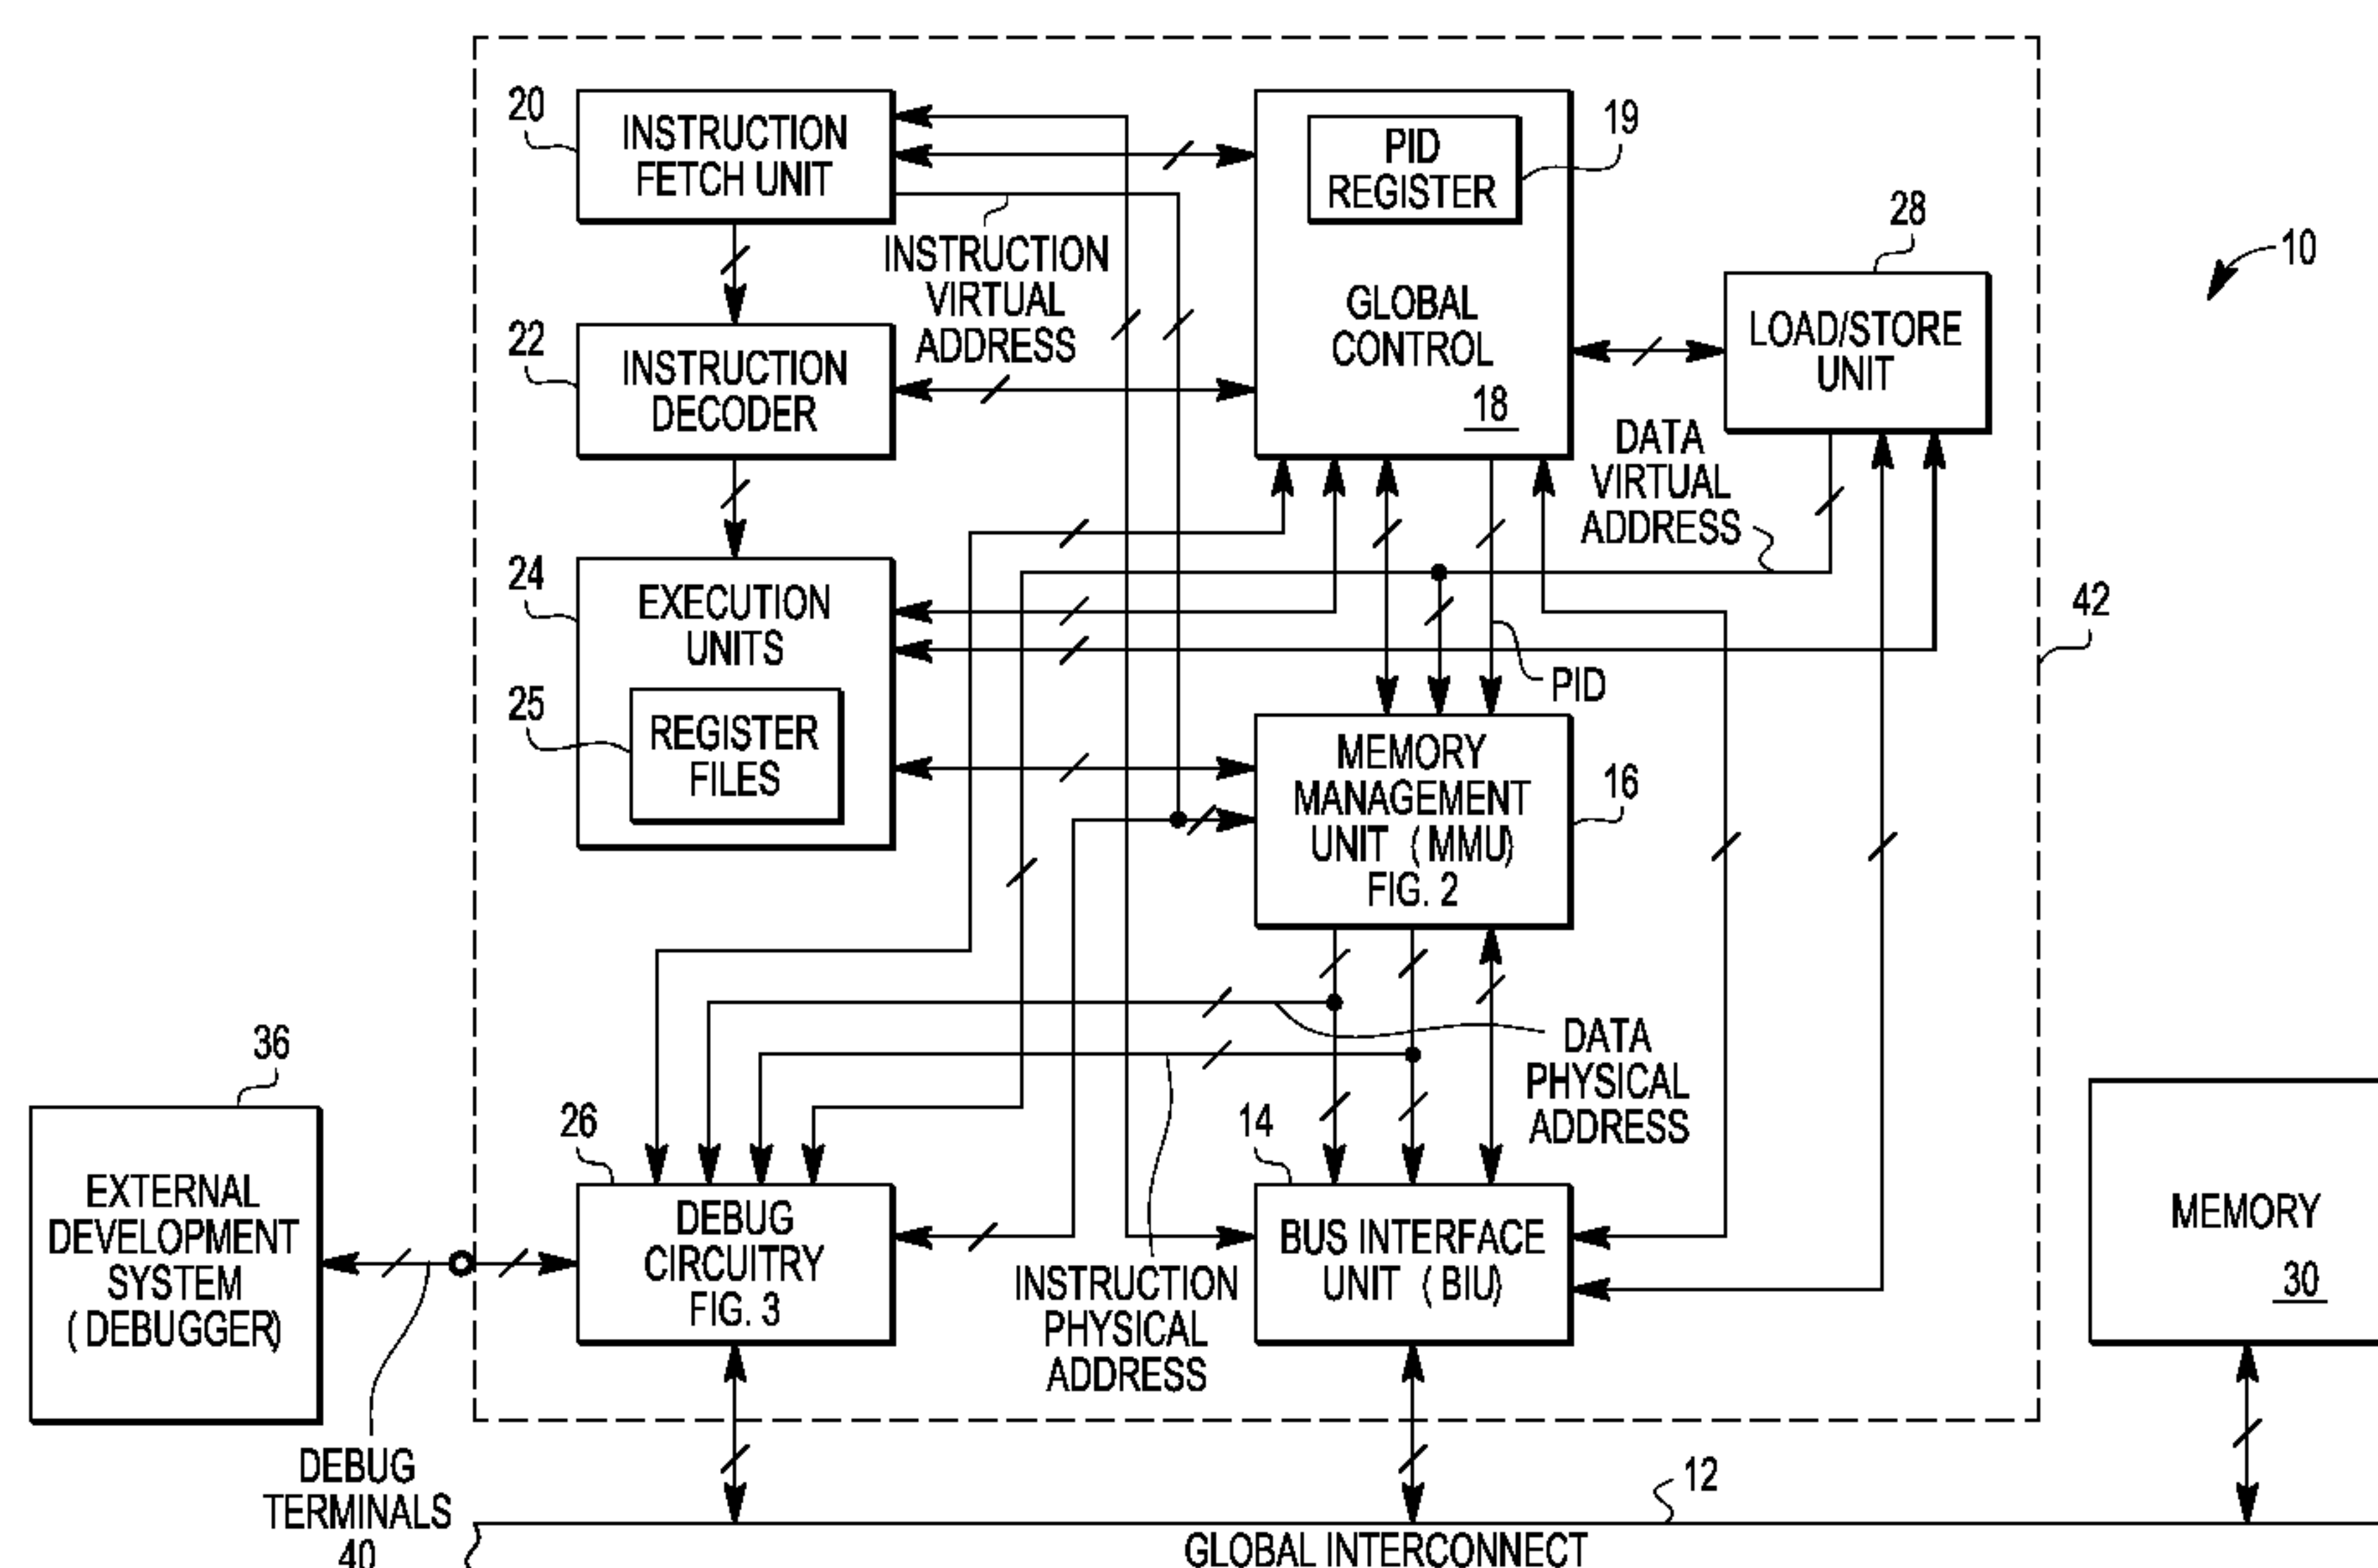 20
INSTRUCTION
FETCH UNIT
PID
REGISTER
19
28
10
INSTRUCTION
VIRTUAL
ADDRESS
GLOBAL
CONTROL
18
LOAD/STORE
UNIT
22
INSTRUCTION
DECODER
DATA
VIRTUAL
ADDRESS
24
EXECUTION
UNITS
42
25
REGISTER
FILES
PID
MEMORY
MANAGEMENT
UNIT (MMU)
FIG. 2
16
DATA
PHYSICAL
ADDRESS
36
EXTERNAL
DEVELOPMENT
SYSTEM
(DEBUGGER)
26
DEBUG
CIRCUITRY
FIG. 3
14
BUS INTERFACE
UNIT (BIU)
INSTRUCTION
PHYSICAL
ADDRESS
MEMORY
30
DEBUG
TERMINALS
40
12
GLOBAL INTERCONNECT